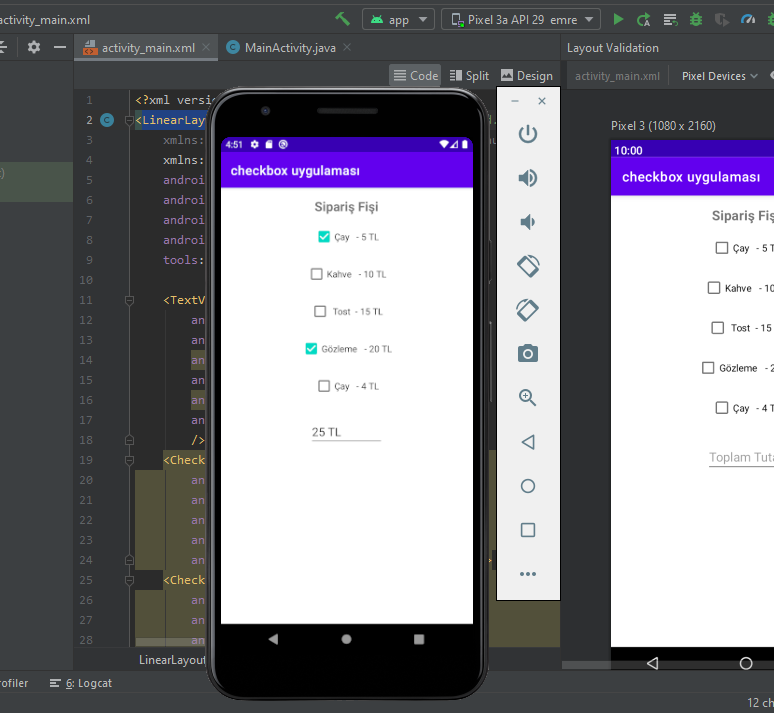 activity_main.xml
app
Pixel 3a API 29 emre
activity_main.xml
MainActivity.java
Layout Validation
Code
Split
Design
activity_main.xml
Pixel Devices
1 <?xml versi
2 <LinearLay
3 xmlns:
4 xmlns:
5 androi
6 androi
7 androi
8 androi
9 tools:
10
11 <TextV
12 an
13 an
14 an
15 an
16 an
17 an
18 />
19 <Check
20 an
21 an
22 an
23 an
24 an
25 <Check
26 an
27 an
28 an
LinearLayout
4:51
checkbox uygulaması
Sipariş Fişi
Çay - 5 TL
Kahve - 10 TL
Tost - 15 TL
Gözleme - 20 TL
Çay - 4 TL
25 TL
Pixel 3 (1080 x 2160)
10:00
checkbox uygulaması
Sipariş Fiş
Çay - 5 T
Kahve - 10
Tost - 15
Gözleme - 2
Çay - 4 T
Toplam Tuta
rofiler
6: Logcat
12 ch